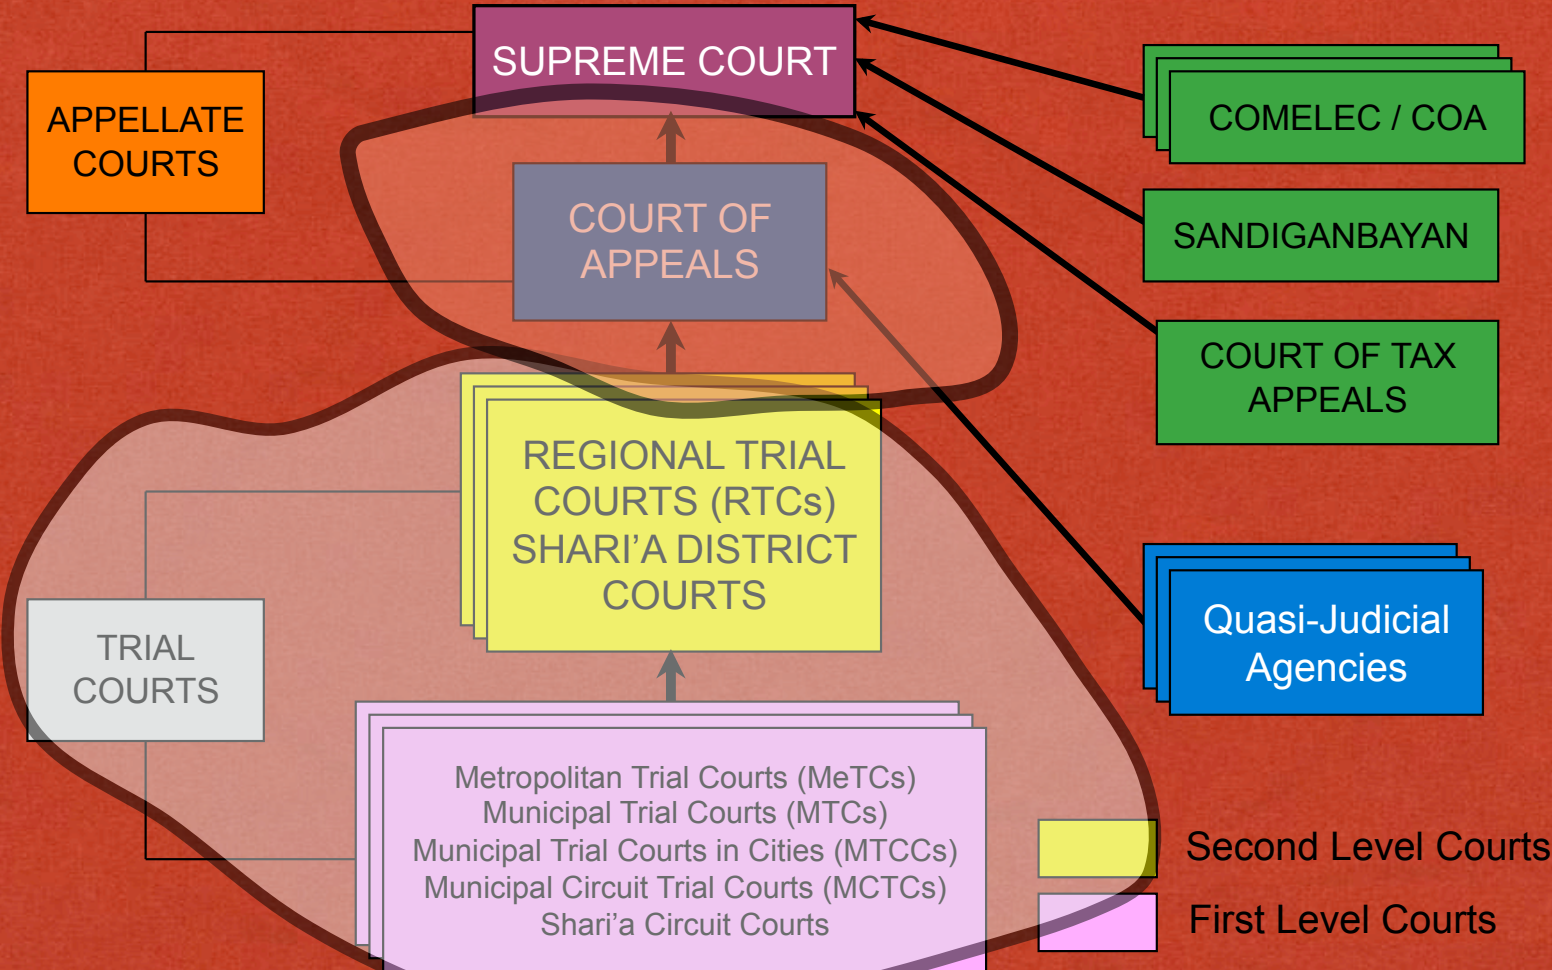 SUPREME COURT
APPELLATE
COURTS
COMELEC / COA
COURT OF
APPEALS
SANDIGANBAYAN
COURT OF TAX
APPEALS
REGIONAL TRIAL
COURTS (RTCs)
SHARI’A DISTRICT
COURTS
TRIAL
COURTS
Quasi-Judicial
Agencies
Metropolitan Trial Courts (MeTCs)
Municipal Trial Courts (MTCs)
Municipal Trial Courts in Cities (MTCCs)
Municipal Circuit Trial Courts (MCTCs)
Shari’a Circuit Courts
Second Level Courts
First Level Courts